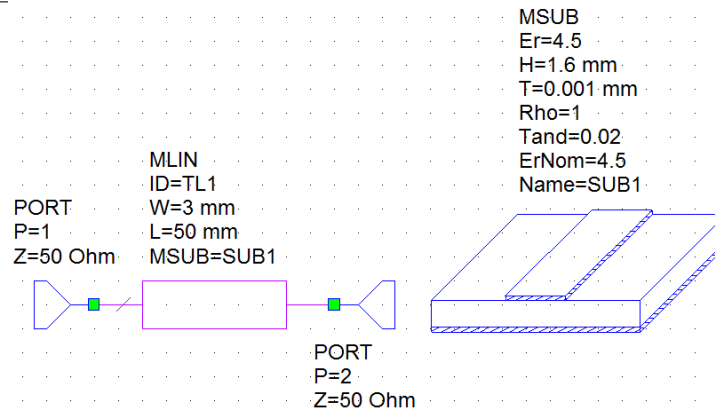 MSUB
Er=4.5
H=1.6 mm
T=0.001 mm
Rho=1
Tand=0.02
ErNom=4.5
Name=SUB1
MLIN
ID=TL1
W=3 mm
L=50 mm
MSUB=SUB1
PORT
P=1
Z=50 Ohm
PORT
P=2
Z=50 Ohm